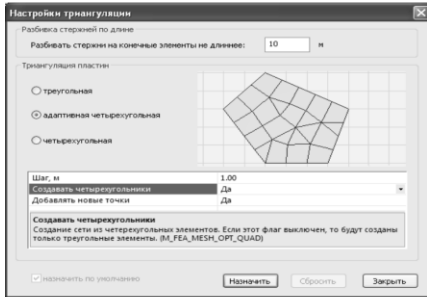 Настройки триангуляции
Разбивка стержней по длине
Разбивать стержни на конечные элементы не длиннее: 10 м
Триангуляция пластин
треугольная
адаптивная четырехугольная
четырехугольная
Шаг, м 1.00
Создавать четырехугольники Да
Добавлять новые точки Да
Создавать четырехугольники
Создание сети из четерехугольных элементов. Если этот флаг выключен, то будут созданы
только треугольные элементы. (M_FEA_MESH_OPT_QUAD)
назначить по умолчанию
Назначить Сбросить Закрыть